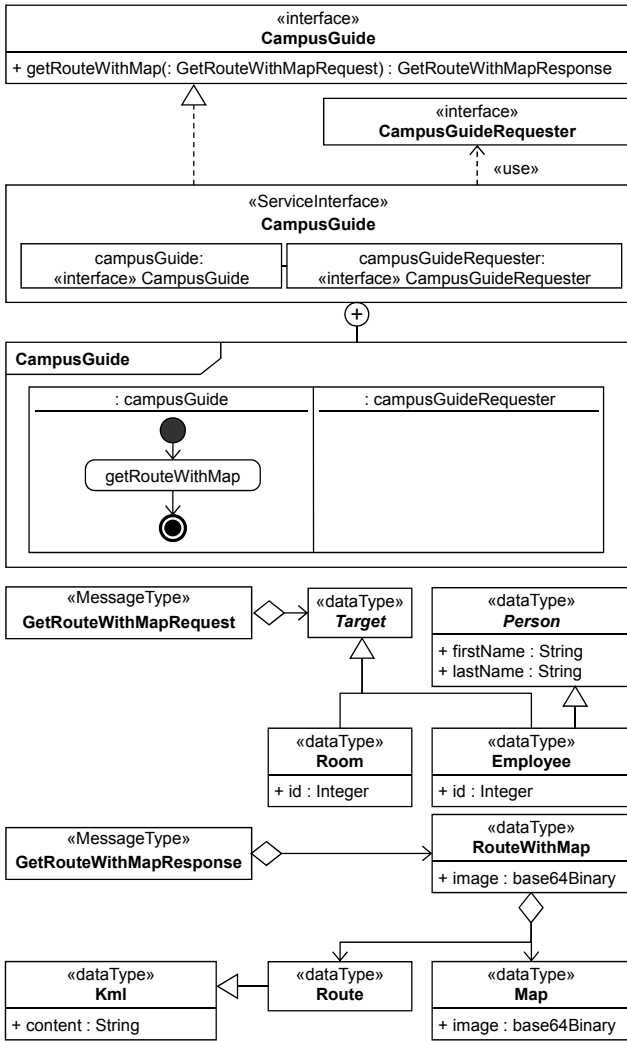 «interface»
CampusGuide
+ getRouteWithMap(: GetRouteWithMapRequest) : GetRouteWithMapResponse
«interface»
CampusGuideRequester
«use»
«ServiceInterface»
CampusGuide
campusGuide:
«interface» CampusGuide
campusGuideRequester:
«interface» CampusGuideRequester
+
CampusGuide
: campusGuide
: campusGuideRequester
getRouteWithMap
«MessageType»
GetRouteWithMapRequest
«dataType»
Target
«dataType»
Person
+ firstName : String
+ lastName : String
«dataType»
Room
+ id : Integer
«dataType»
Employee
+ id : Integer
«MessageType»
GetRouteWithMapResponse
«dataType»
RouteWithMap
+ image : base64Binary
«dataType»
Kml
+ content : String
«dataType»
Route
«dataType»
Map
+ image : base64Binary